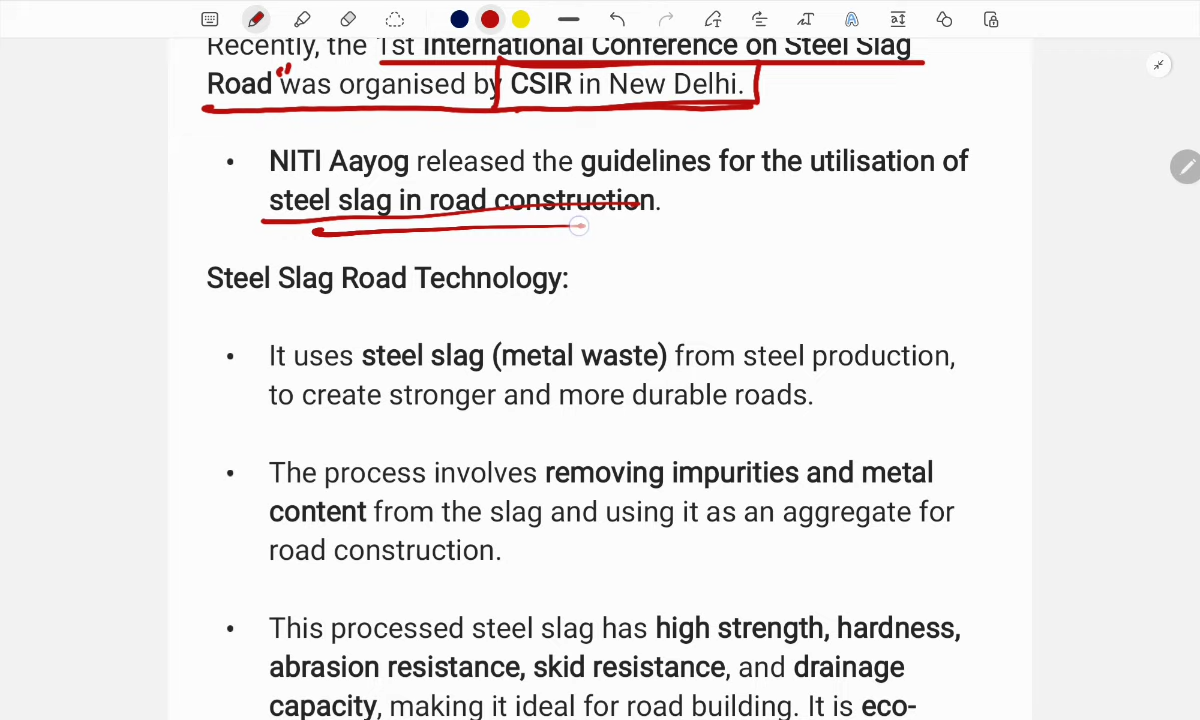 Recently, the 1st International Conference on Steel Slag
Road" was organised by CSIR in New Delhi.
• NITI Aayog released the guidelines for the utilisation of
steel slag in road construction.
Steel Slag Road Technology:
• It uses steel slag (metal waste) from steel production,
to create stronger and more durable roads.
• The process involves removing impurities and metal
content from the slag and using it as an aggregate for
road construction.
• This processed steel slag has high strength, hardness,
abrasion resistance, skid resistance, and drainage
capacity, making it ideal for road building. It is eco-